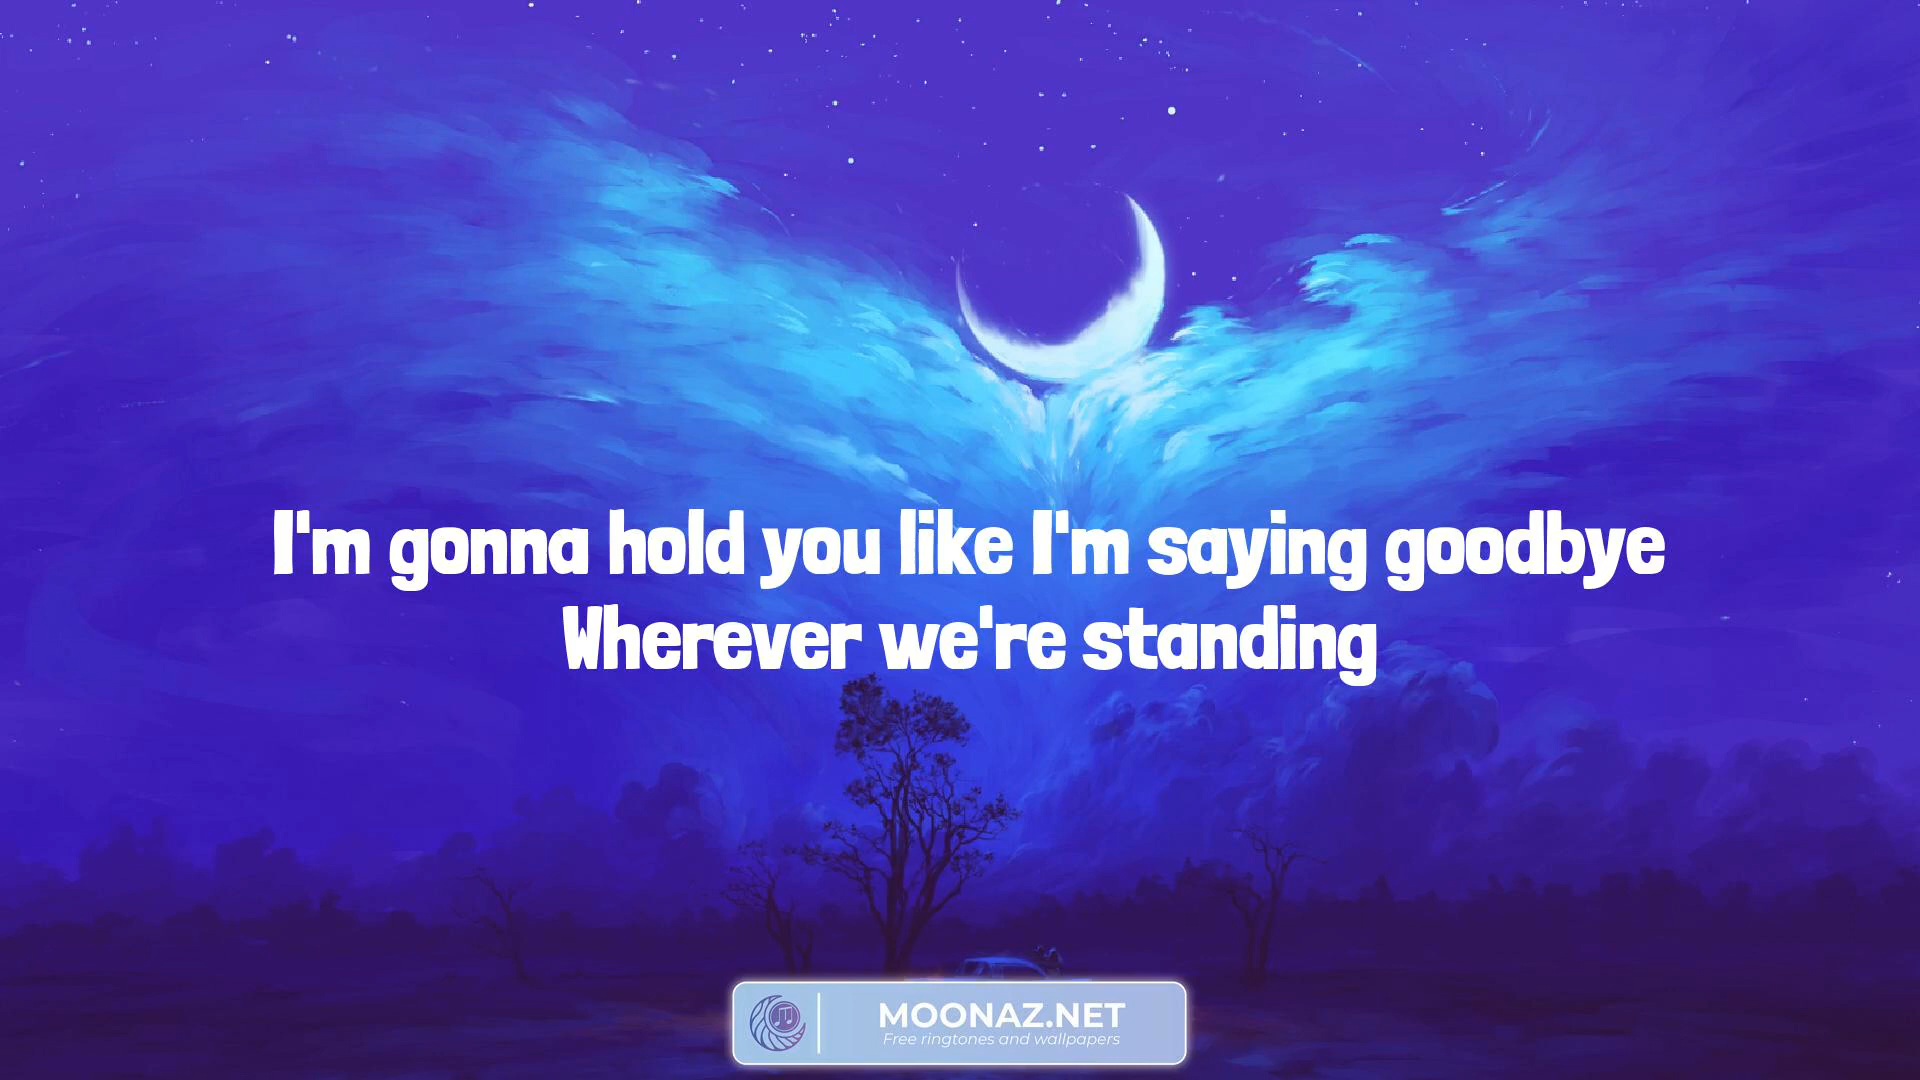 I'm gonna hold you like I'm saying goodbye
Wherever we're standing
MOONAZ.NET
Free ringtones and wallpapers